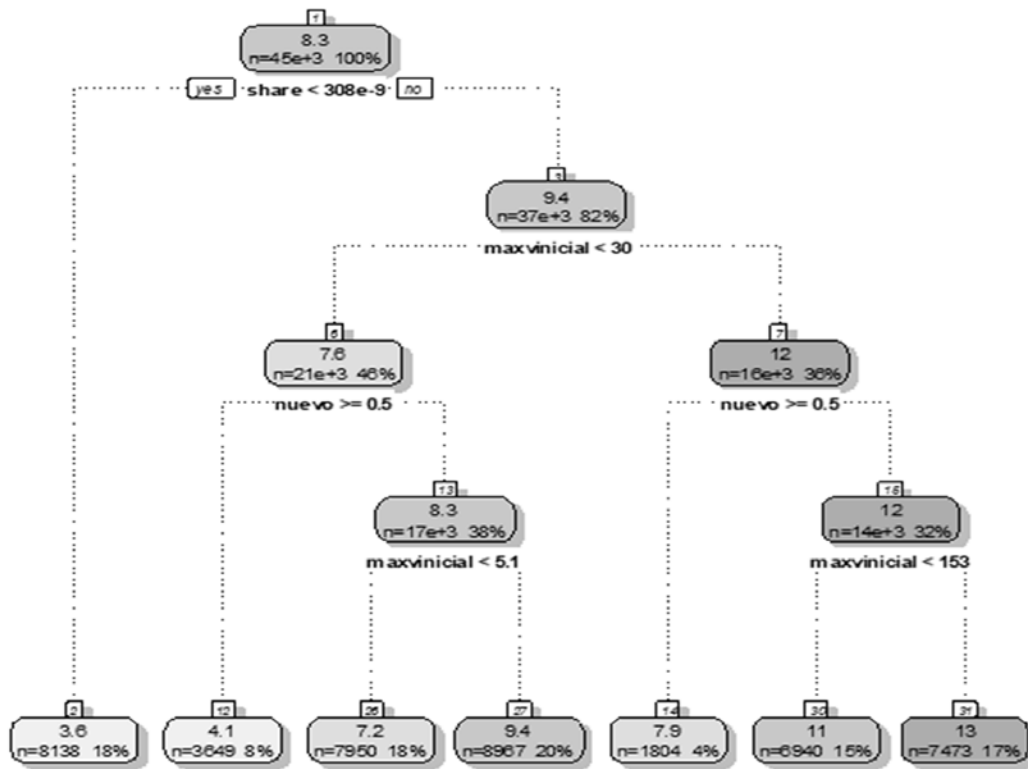 1
8.3
n=45e+3 100%
yes share < 308e-9 no
3
9.4
n=37e+3 82%
maxvinicial < 30
6 7
7.6 12
n=21e+3 46% n=16e+3 36%
nuevo >= 0.5 nuevo >= 0.5
13 15
8.3 12
n=17e+3 38% n=14e+3 32%
maxvinicial < 5.1 maxvinicial < 153
2 12 26 27 14 30 31
3.6 4.1 7.2 9.4 7.9 11 13
n=8138 18% n=3649 8% n=7950 18% n=8967 20% n=1804 4% n=6940 15% n=7473 17%